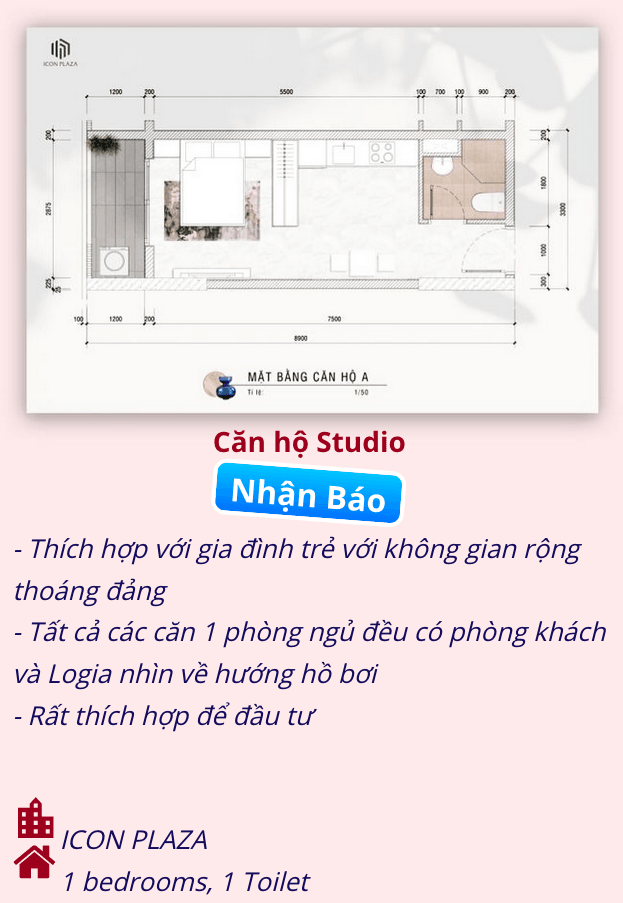 ICON PLAZA
1200 200 5500 100 700 100 900 200
200
2875
225
25
200
1800
1000
300
3300
100 1200 200 7500
8900
MẶT BẰNG CĂN HỘ A
Tỉ lệ: 1/50
Căn hộ Studio
Nhận Báo
- Thích hợp với gia đình trẻ với không gian rộng
thoáng đảng
- Tất cả các căn 1 phòng ngủ đều có phòng khách
và Logia nhìn về hướng hồ bơi
- Rất thích hợp để đầu tư
ICON PLAZA
1 bedrooms, 1 Toilet